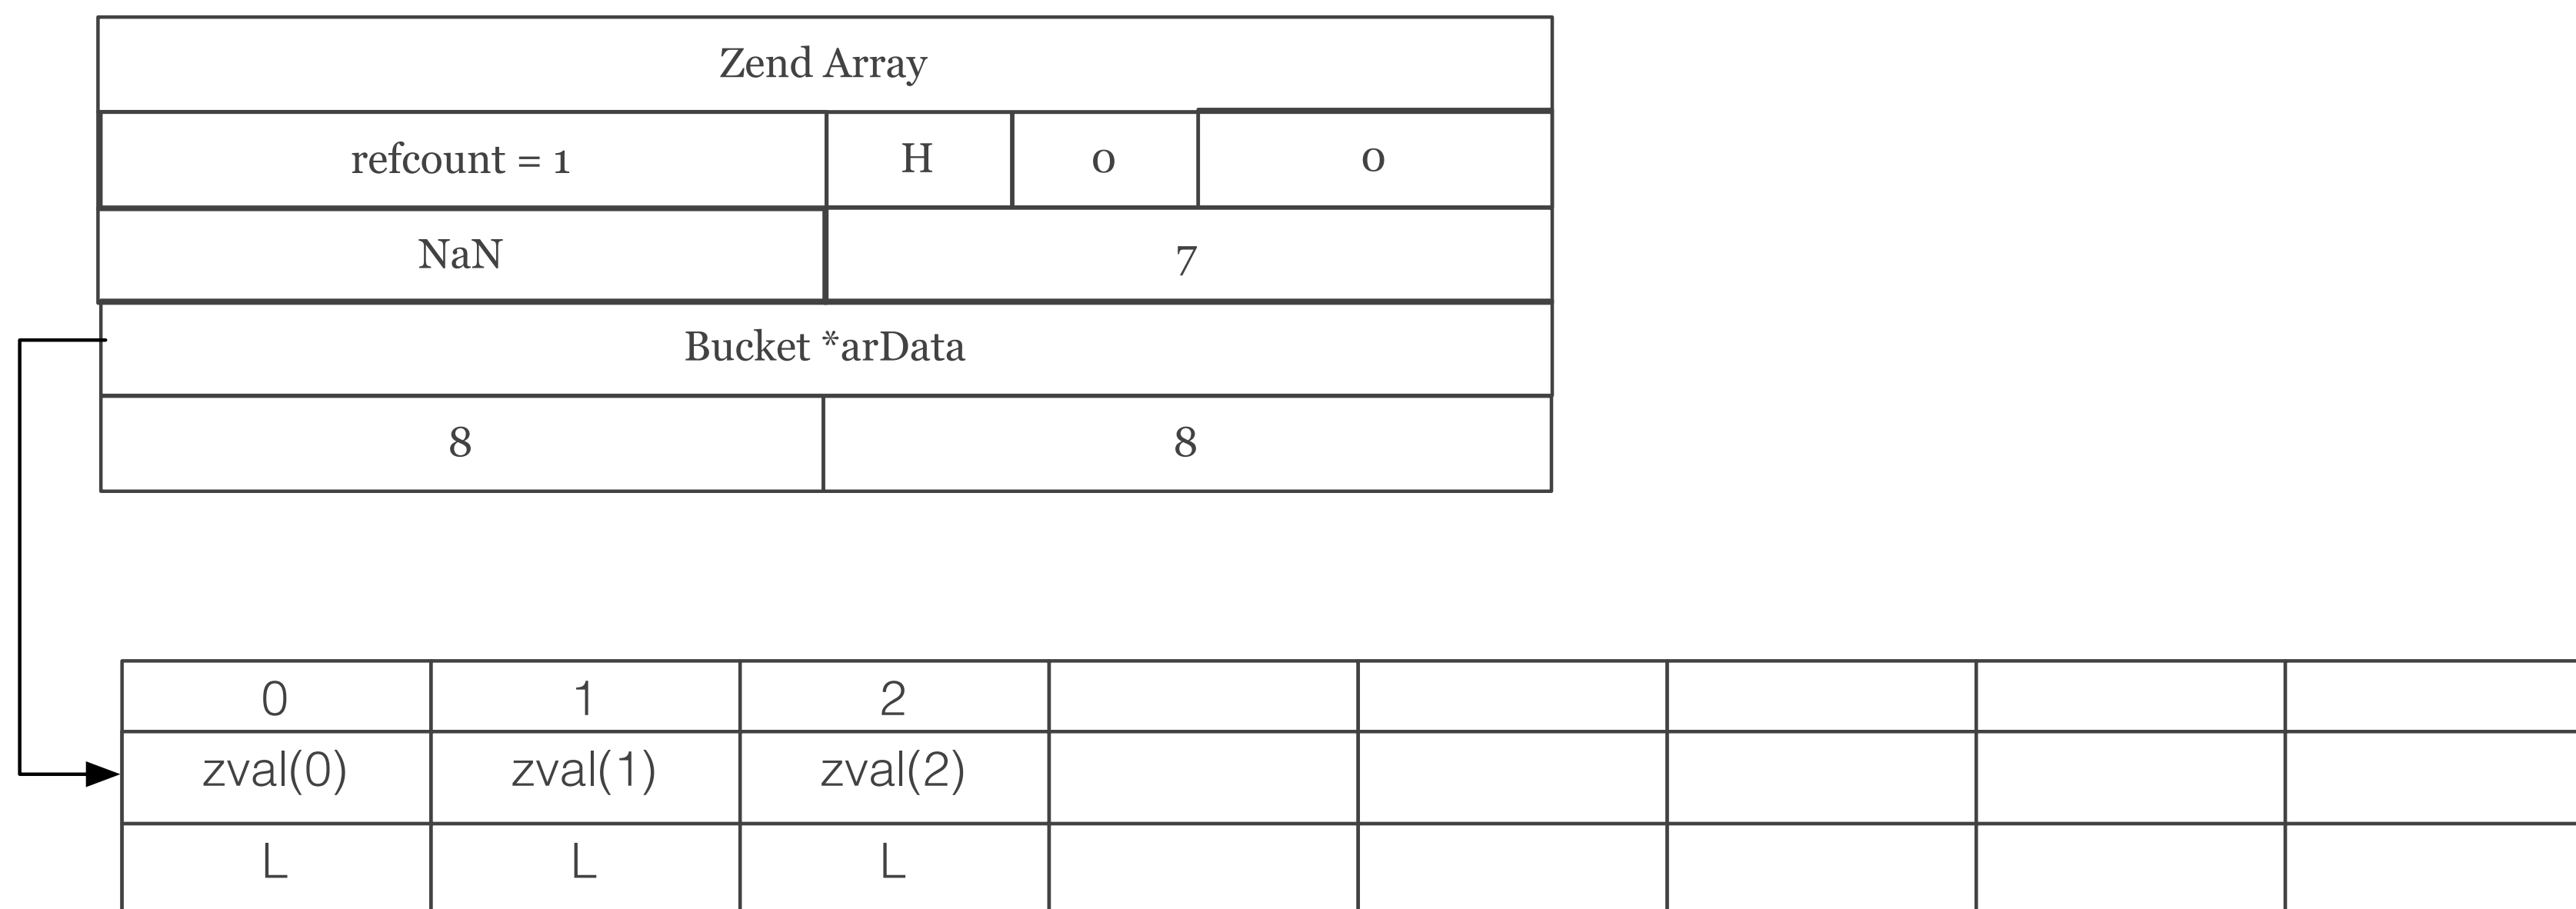 Zend Array
refcount = 1 H 0 0
NaN 7
Bucket *arData
8 8
0 1 2
zval(0) zval(1) zval(2)
L L L